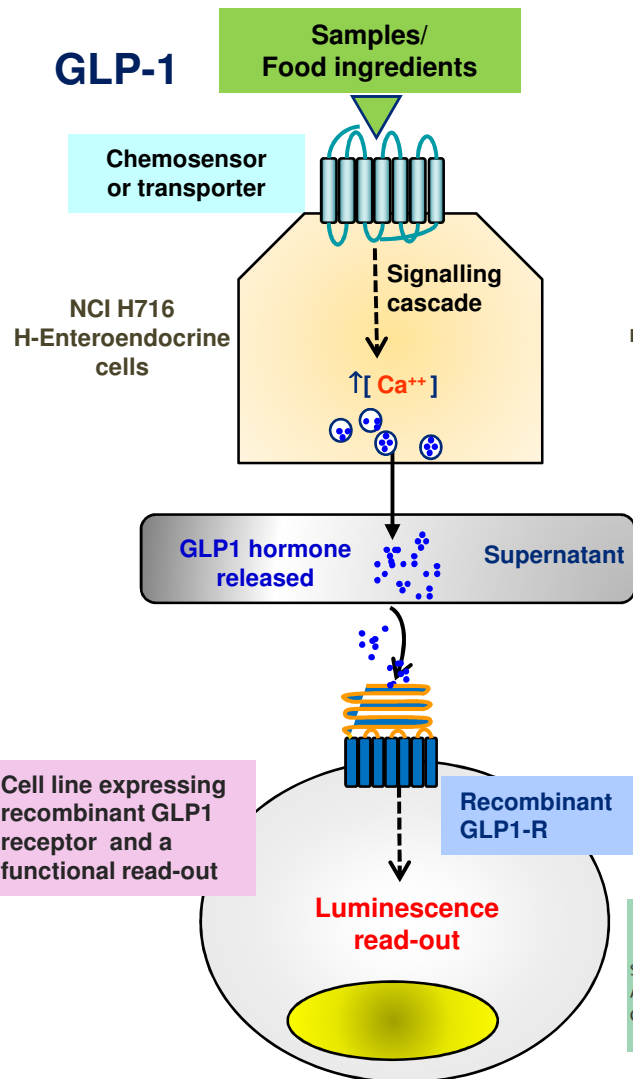 GLP-1
Samples/
Food ingredients
Chemosensor
or transporter
Signalling
cascade
NCI H716
H-Enteroendocrine
cells
↑[ Ca⁺⁺ ]
GLP1 hormone
released
Supernatant
Cell line expressing
recombinant GLP1
receptor and a
functional read-out
Recombinant
GLP1-R
Luminescence
read-out